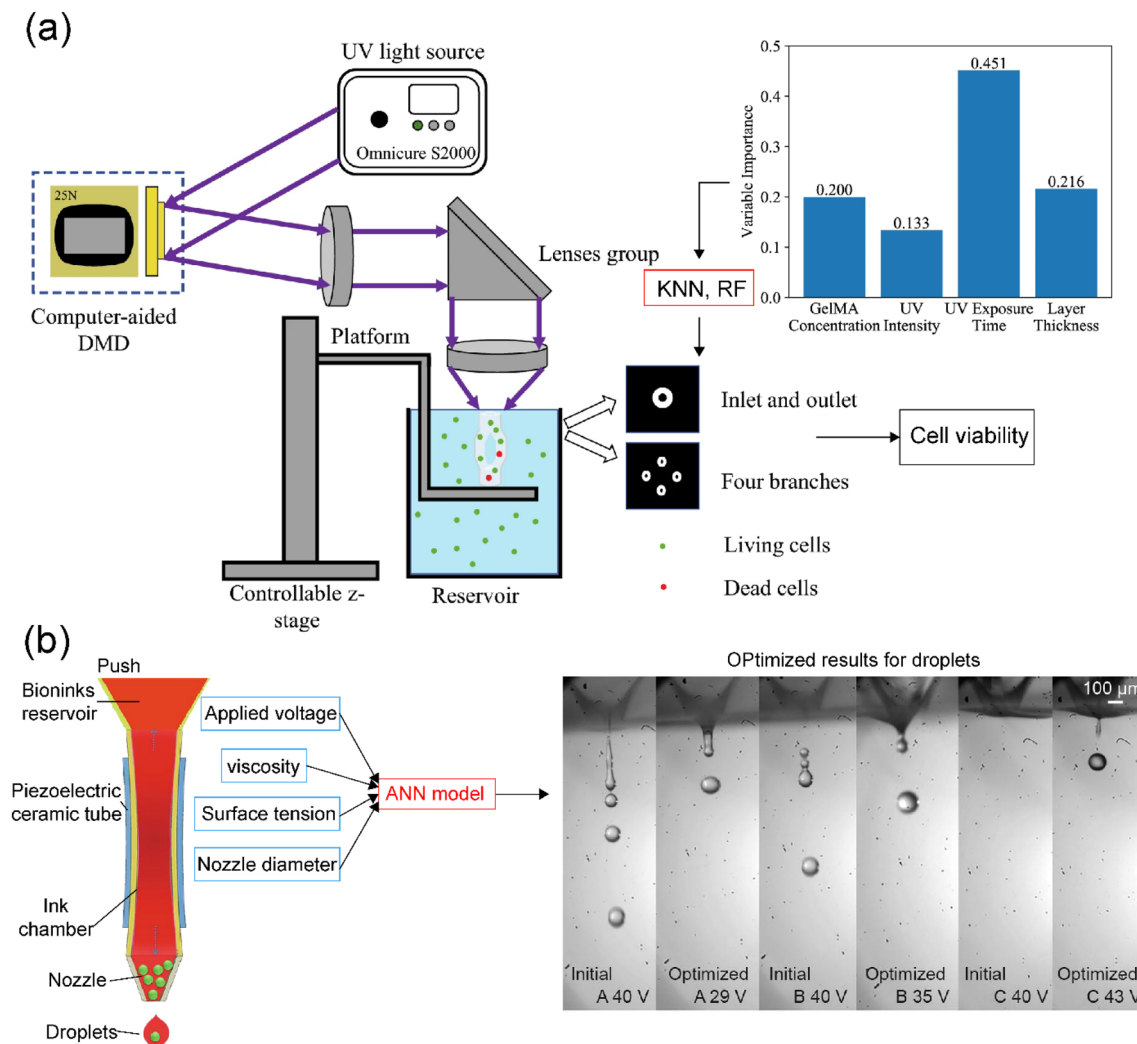 (a)
UV light source
Omnicure S2000
25N
Computer-aided
DMD
Lenses group
Platform
Controllable z-
stage
Reservoir
Variable Importance
0.5
0.4
0.3
0.2
0.1
0.0
0.200
0.133
0.451
0.216
GelMA
Concentration
UV
Intensity
UV Exposure
Time
Layer
Thickness
KNN, RF
Inlet and outlet
Four branches
Cell viability
Living cells
Dead cells
(b)
Push
Bioninks
reservoir
Piezoelectric
ceramic tube
Ink
chamber
Nozzle
Droplets
Applied voltage
viscosity
Surface tension
Nozzle diameter
ANN model
OPtimized results for droplets
100 µm
Initial
A 40 V
Optimized
A 29 V
Initial
B 40 V
Optimized
B 35 V
Initial
C 40 V
Optimized
C 43 V